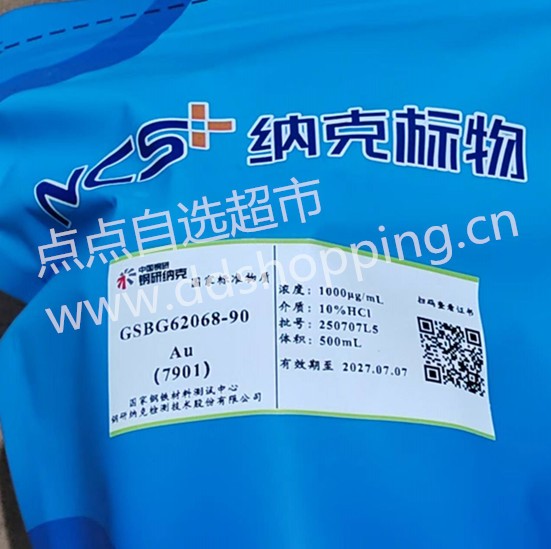 NCS+ 纳克标物
点点自选超市
www.ddshopping.cn
中国钢研
钢研纳克 国家标准物质
GSBG62068-90
Au
(7901)
国家钢铁材料测试中心
钢研纳克检测技术股份有限公司
浓度: 1000μg/mL
介质: 10%HCl
批号: 250707L5
体积: 500mL
有效期至 2027.07.07
扫码查看证书